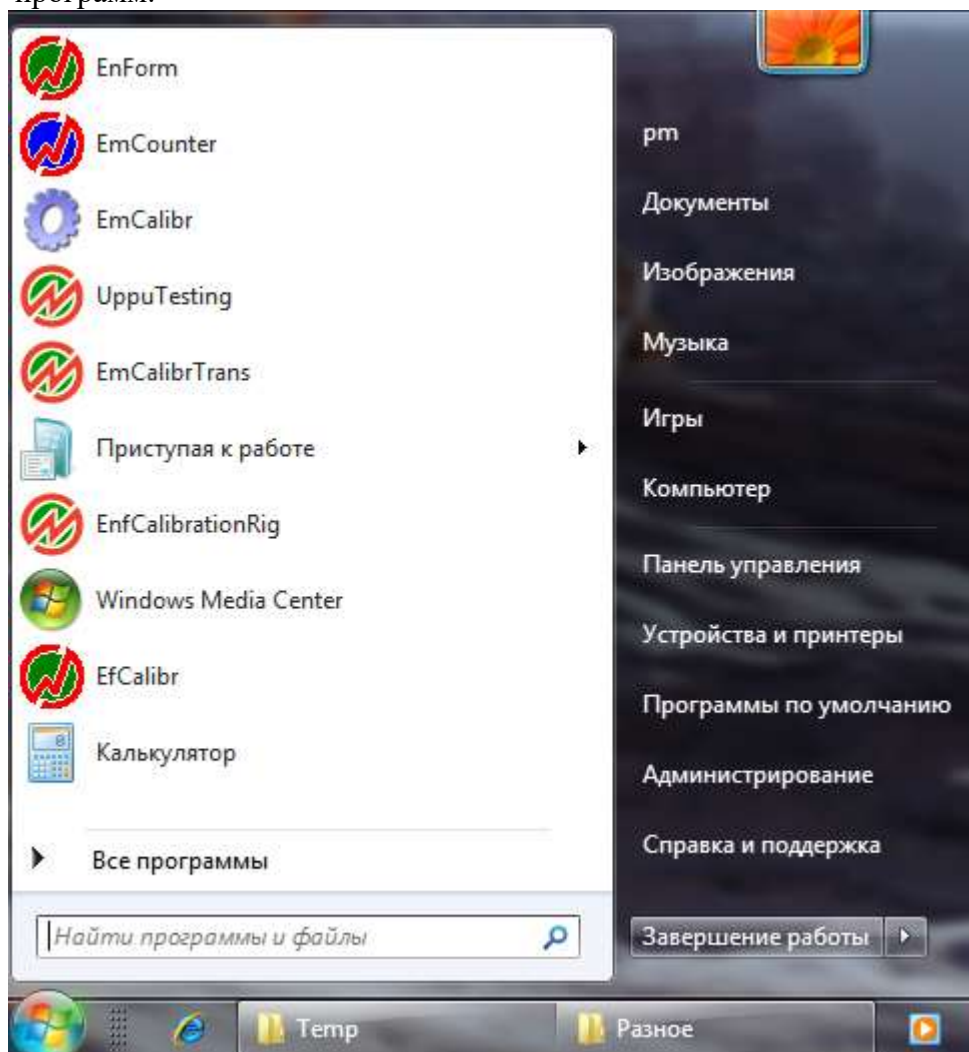 программ.
EnForm
EmCounter
EmCalibr
UppuTesting
EmCalibrTrans
Приступая к работе
EnfCalibrationRig
Windows Media Center
EfCalibr
Калькулятор
Все программы
Найти программы и файлы
pm
Документы
Изображения
Музыка
Игры
Компьютер
Панель управления
Устройства и принтеры
Программы по умолчанию
Администрирование
Справка и поддержка
Завершение работы
Temp
Разное